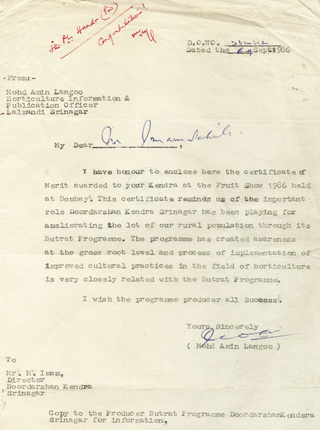 Congratulations!
D.O.NO.
Dated the Sept:1986
From:-
Mohd Amin Langoo
Horticulture Information &
Publication Officer
Lalmandi Srinagar
My Dear Imam Sahib,
I have honour to enclose here the certificate of
Merit awarded to your Kendra at the Fruit Show 1986 held
at Bombay. This certificate reminds us of the important
role Doordarshan Kendra Srinagar has been playing for
ameliorating the lot of our rural population through its
Butrat Programme. The programme has created awareness
at the gross root level and process of implementation of
improved cultural practices in the field of horticulture
is very closely related with the Butrat Programme.
I wish the programme producer all Success.
Yours Sincerely
( Mohd Amin Langoo )
To
Mr. M. Imam,
Director
Doordarshan Kendra
Srinagar
Copy to the Producer Butrat Programme DoordarshanKendera
Srinagar for information.